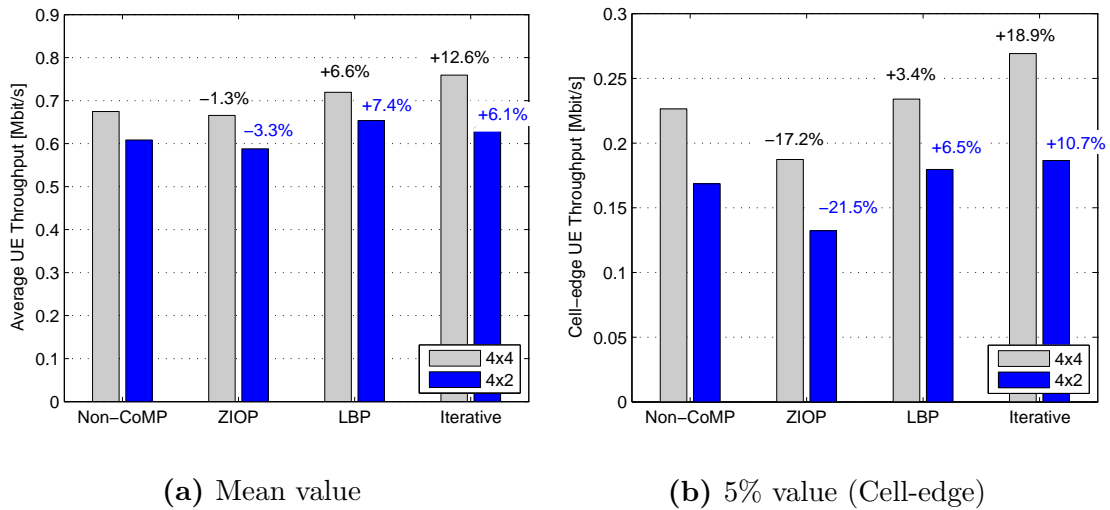 0.9
0.8
0.7
0.6
0.5
0.4
0.3
0.2
0.1
0
Average UE Throughput [Mbit/s]
−1.3%
−3.3%
+6.6%
+7.4%
+12.6%
+6.1%
4x4
4x2
Non−CoMP ZIOP LBP Iterative
(a) Mean value
0.3
0.25
0.2
0.15
0.1
0.05
0
Cell−edge UE Throughput [Mbit/s]
−17.2%
−21.5%
+3.4%
+6.5%
+18.9%
+10.7%
4x4
4x2
Non−CoMP ZIOP LBP Iterative
(b) 5% value (Cell-edge)